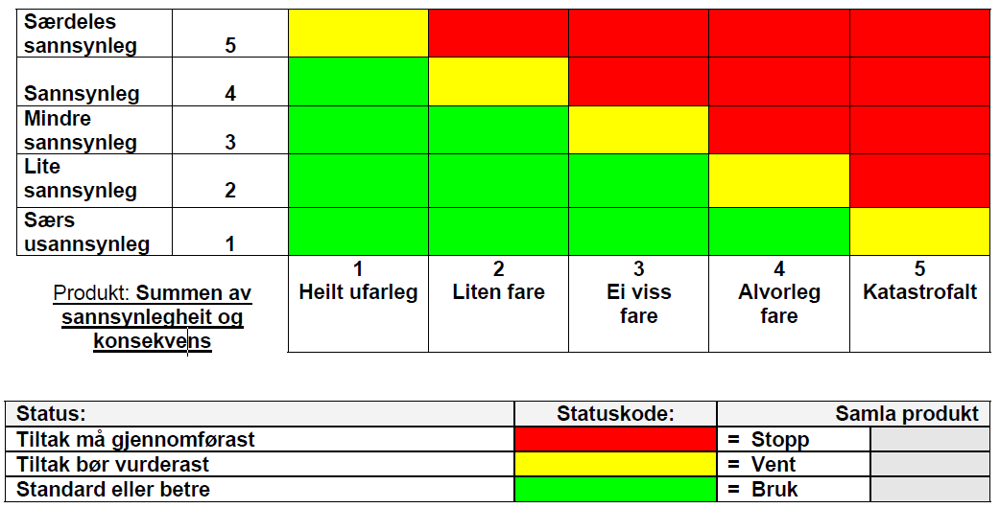 Særdeles
sannsynleg 5
Sannsynleg 4
Mindre
sannsynleg 3
Lite
sannsynleg 2
Særs
usannsynleg 1
1 2 3 4 5
Heilt ufarleg Liten fare Ei viss Alvorleg Katastrofalt
fare fare
Produkt: Summen av
sannsynlegheit og
konsekvens
Status: Statuskode: Samla produkt
Tiltak må gjennomførast = Stopp
Tiltak bør vurderast = Vent
Standard eller betre = Bruk